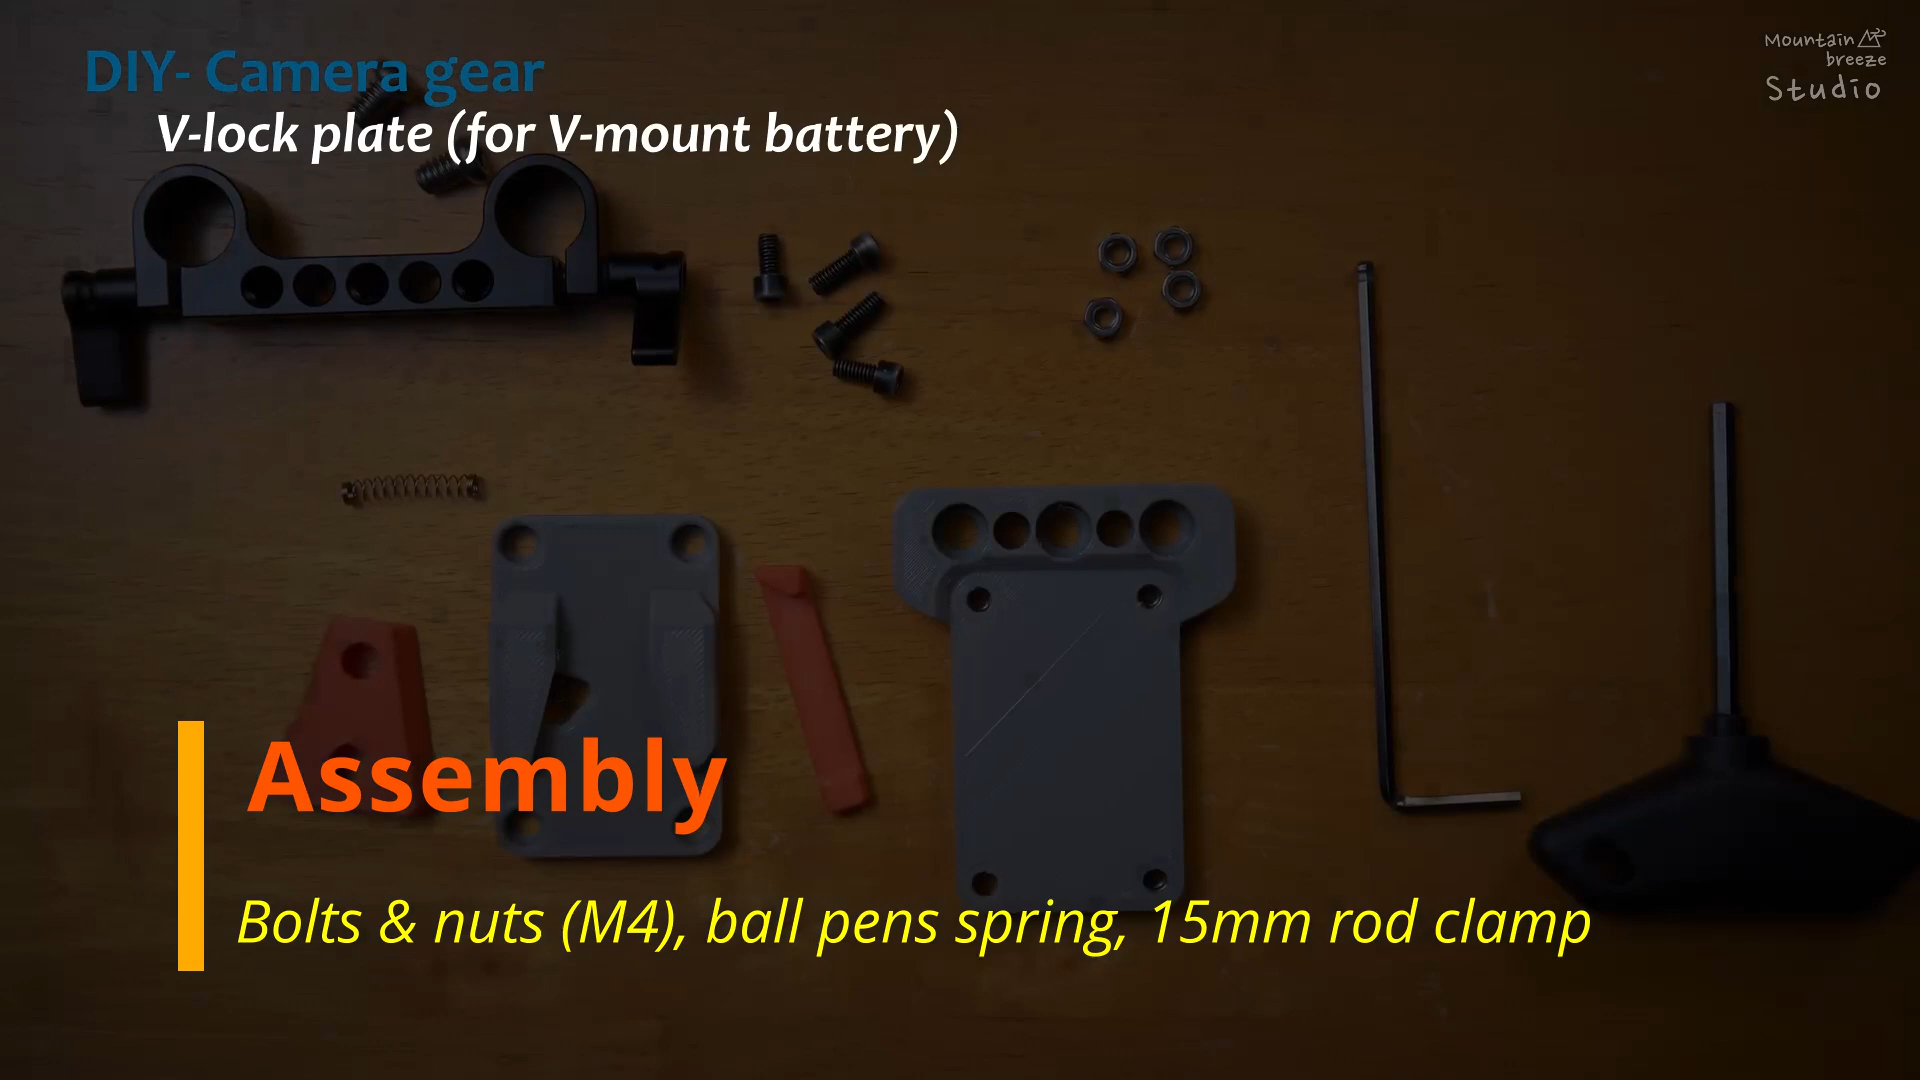 DIY- Camera gear
V-lock plate (for V-mount battery)
Mountain
breeze
Studio
Assembly
Bolts & nuts (M4), ball pens spring, 15mm rod clamp